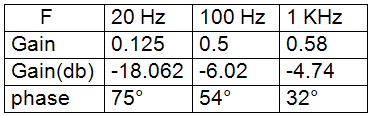 F 20 Hz 100 Hz 1 KHz
Gain 0.125 0.5 0.58
Gain(db) -18.062 -6.02 -4.74
phase 75° 54° 32°